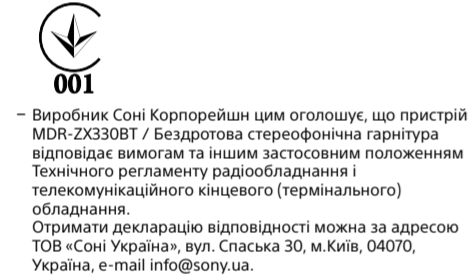 001
– Виробник Соні Корпорейшн цим оголошує, що пристрій
MDR-ZX330BT / Бездротова стереофонічна гарнітура
відповідає вимогам та іншим застосовним положенням
Технічного регламенту радіообладнання і
телекомунікаційного кінцевого (термінального)
обладнання.
Отримати декларацію відповідності можна за адресою
ТОВ «Соні Україна», вул. Спаська 30, м.Київ, 04070,
Україна, e-mail info@sony.ua.